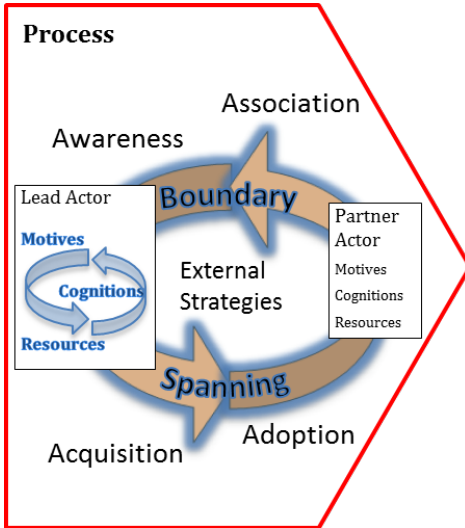 Process
Association
Awareness
Boundary
Lead Actor
Motives
Cognitions
Resources
External
Strategies
Partner
Actor
Motives
Cognitions
Resources
Spanning
Acquisition
Adoption